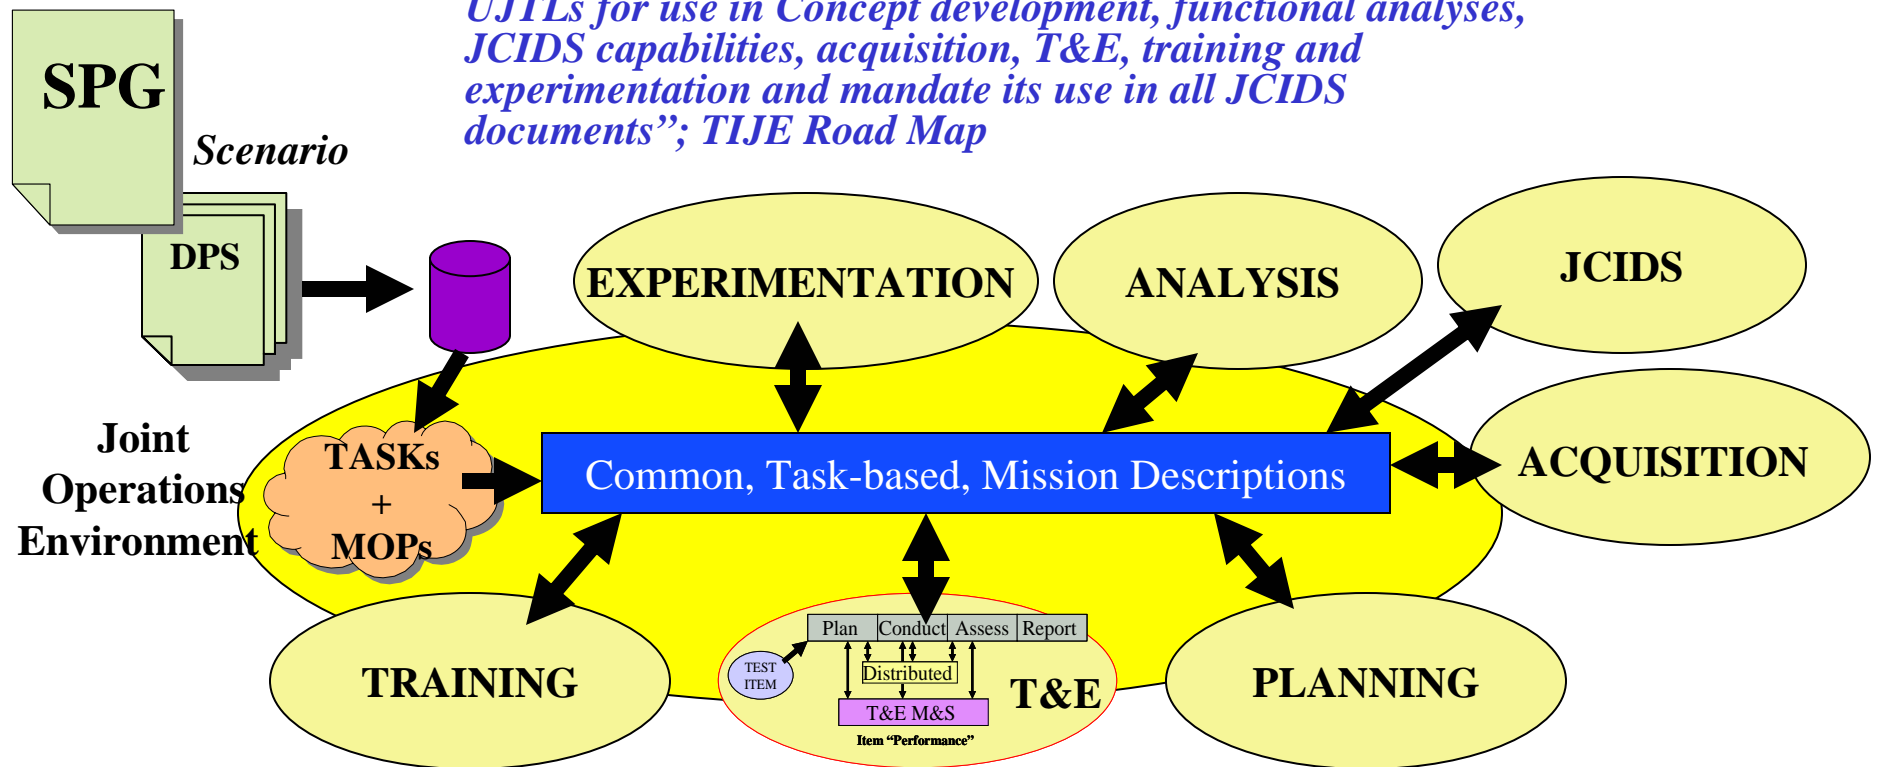 UJTLs for use in Concept development, functional analyses,
JCIDS capabilities, acquisition, T&E, training and
experimentation and mandate its use in all JCIDS
documents”; TIJE Road Map
SPG
Scenario
DPS
EXPERIMENTATION
ANALYSIS
JCIDS
Joint
Operations
Environment
TASKs
+
MOPs
Common, Task-based, Mission Descriptions
ACQUISITION
TRAINING
Plan
Conduct
Assess
Report
TEST
ITEM
Distributed
T&E M&S
Item “Performance”
T&E
PLANNING